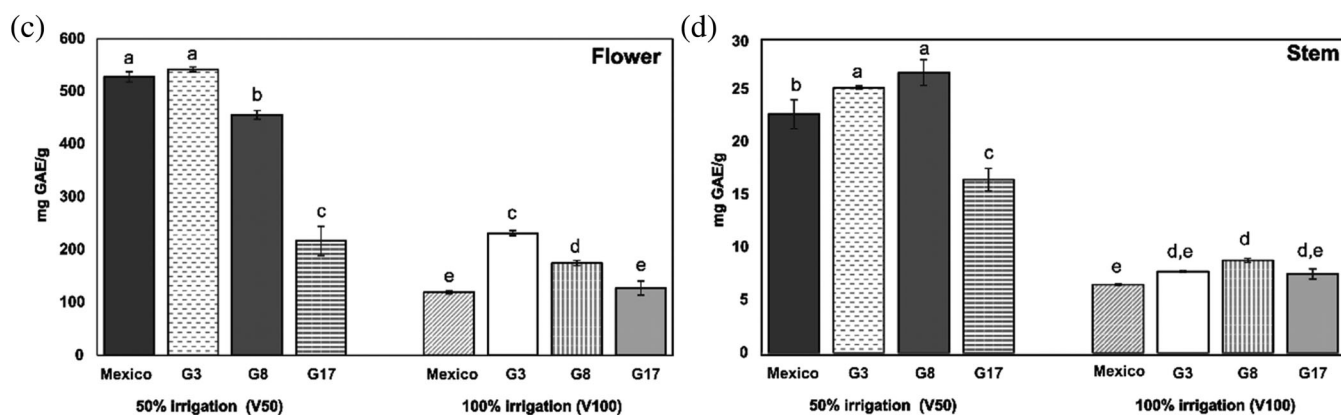 (c)
Flower
mg GAE/g
600
500
400
300
200
100
0
a
a
b
c
e
c
d
e
Mexico G3 G8 G17 Mexico G3 G8 G17
50% irrigation (V50) 100% irrigation (V100)
(d)
Stem
mg GAE/g
30
25
20
15
10
5
0
b
a
a
c
e
d,e
d
d,e
Mexico G3 G8 G17 Mexico G3 G8 G17
50% irrigation (V50) 100% irrigation (V100)